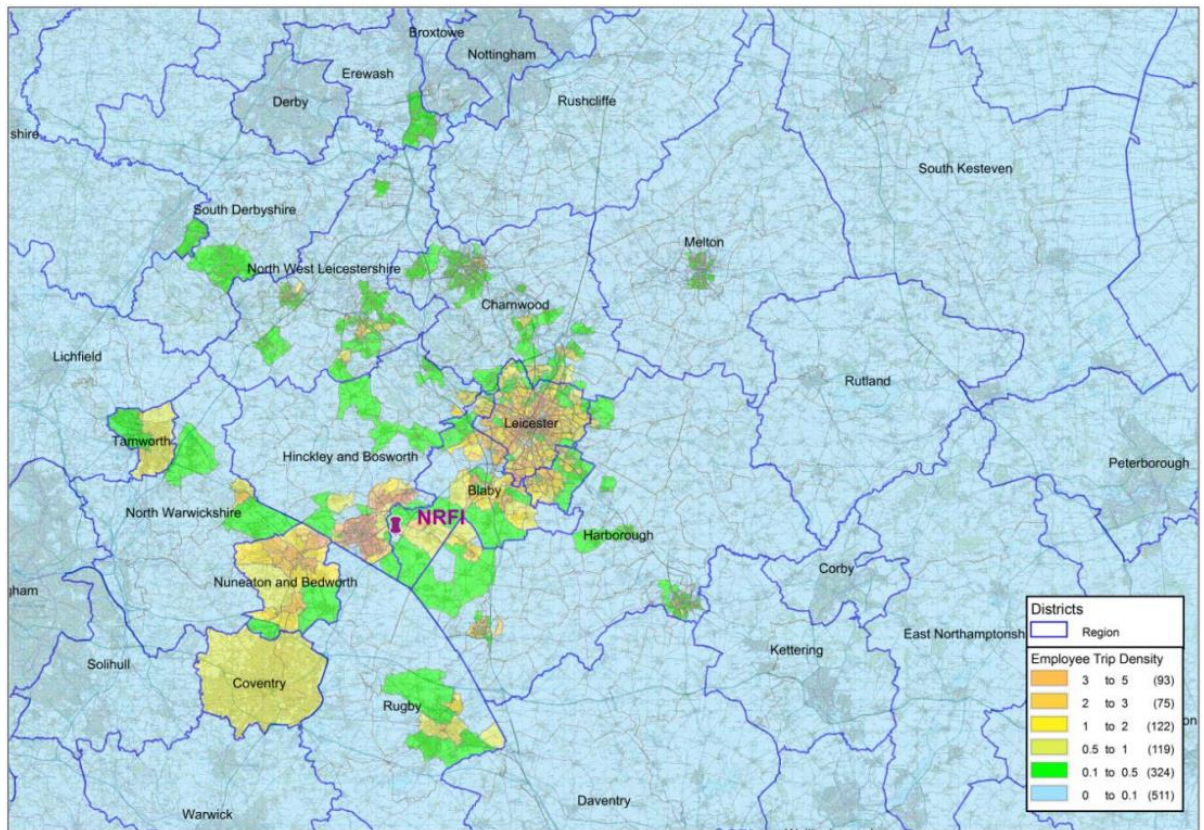 Broxtowe
Nottingham
Erewash
Derby
Rushcliffe
shire
South Kesteven
South Derbyshire
Melton
North West Leicestershire
Charnwood
Lichfield
Rutland
Leicester
Tamworth
Hinckley and Bosworth
Peterborough
Blaby
North Warwickshire
NRFI
Harborough
Corby
Nuneaton and Bedworth
gham
East Northamptonsh
Solihull
Kettering
Coventry
Rugby
Daventry
Warwick
on
Districts
Region
Employee Trip Density
3 to 5 (93)
2 to 3 (75)
1 to 2 (122)
0.5 to 1 (119)
0.1 to 0.5 (324)
0 to 0.1 (511)